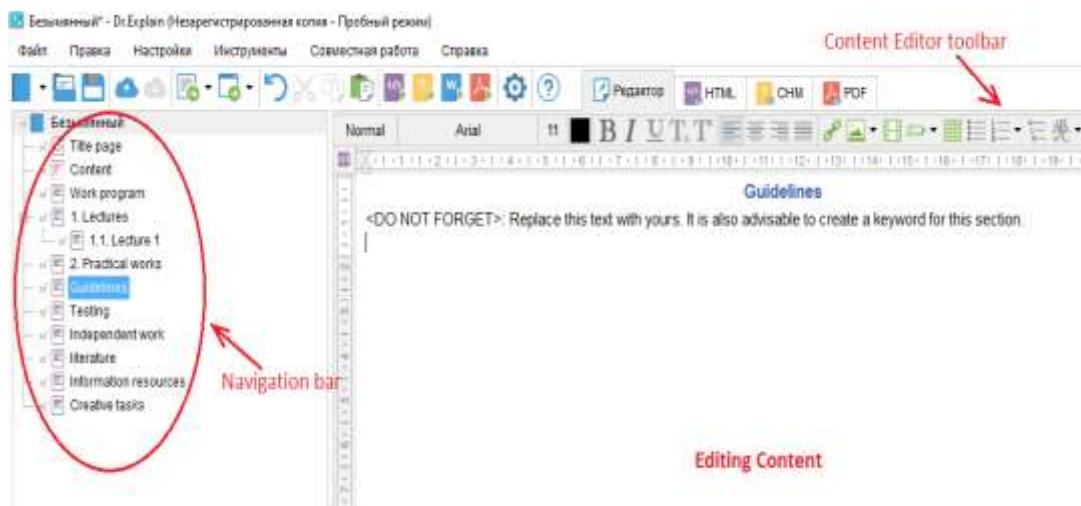 Безымянный* - Dr.Explain (Незарегистрированная копия - Пробный режим)
Файл Правка Настройки Инструменты Совместная работа Справка
Content Editor toolbar
Редактор HTML CHM PDF
Безымянный
Normal Arial 11 B I U T. T
Title page
Content
Work program
1. Lectures
1.1. Lecture 1
2. Practical works
Guidelines
Testing
Independent work
literature
Information resources
Creative tasks
Navigation bar
Guidelines
<DO NOT FORGET>: Replace this text with yours. It is also advisable to create a keyword for this section.
Editing Content